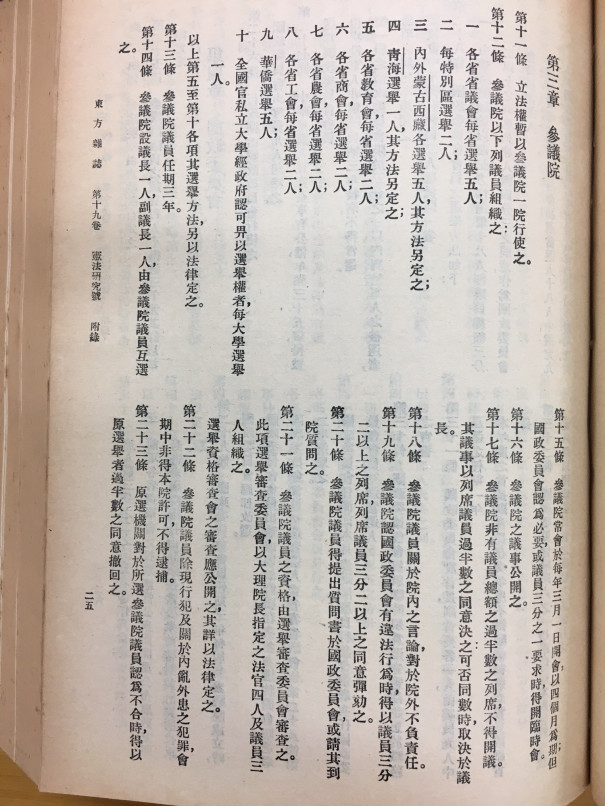 第三章　參議院
第十一條　立法權暫以參議院一院行使之。
第十二條　參議院以下列議員組織之：
一　各省省議會每省選舉五人；
二　每特別區選舉二人；
三　內外蒙古西藏各選舉五人，其方法另定之；
四　靑海選舉一人，其方法另定之；
五　各省敎育會，每省選舉二人；
六　各省商會，每省選舉二人；
七　各省農會，每省選舉二人；
八　各省工會，每省選舉二人；
九　華僑選舉五人；
十　全國官私立大學經政府認可畀以選舉權者，每大學選舉
一人。
以上第五至第十各項其選舉方法，另以法律定之。
第十三條　參議院議員任期三年。
第十四條　參議院設議長一人，副議長一人，由參議院議員互選
之。
東方雜誌　第十九卷　憲法研究號　附錄
第十五條　參議院常會於每年三月一日開會，以四個月爲期；但
國政委員會認爲必要，或議員三分之一要求時，得開臨時會。
第十六條　參議院之議事公開之。
第十七條　參議院非有議員總額之過半數之列席，不得開議。
其議事以列席議員過半數之同意決之；可否同數時，取決於議
長。
第十八條　參議院議員關於院內之言論，對於院外不負責任。
第十九條　參議院認國政委員會有違法行爲時，得以議員三分
二以上之列席，列席議員三分二以上之同意彈劾之。
第二十條　參議院議員得提出質問書於國政委員會，或請其到
院質問之。
第二十一條　參議院議員之資格，由選舉審查委員會審查之。
此項選舉審查委員會，以大理院長指定之法官四人及議員三
人組織之。
選舉資格審查會之審查應公開之，其詳以法律定之。
第二十二條　參議院議員除現行犯及關於內亂外患之犯罪，會
期中非得本院許可，不得逮捕。
第二十三條　原選機關對於所選參議院議員認爲不合時，得以
原選舉者過半數之同意撤回之。
二五